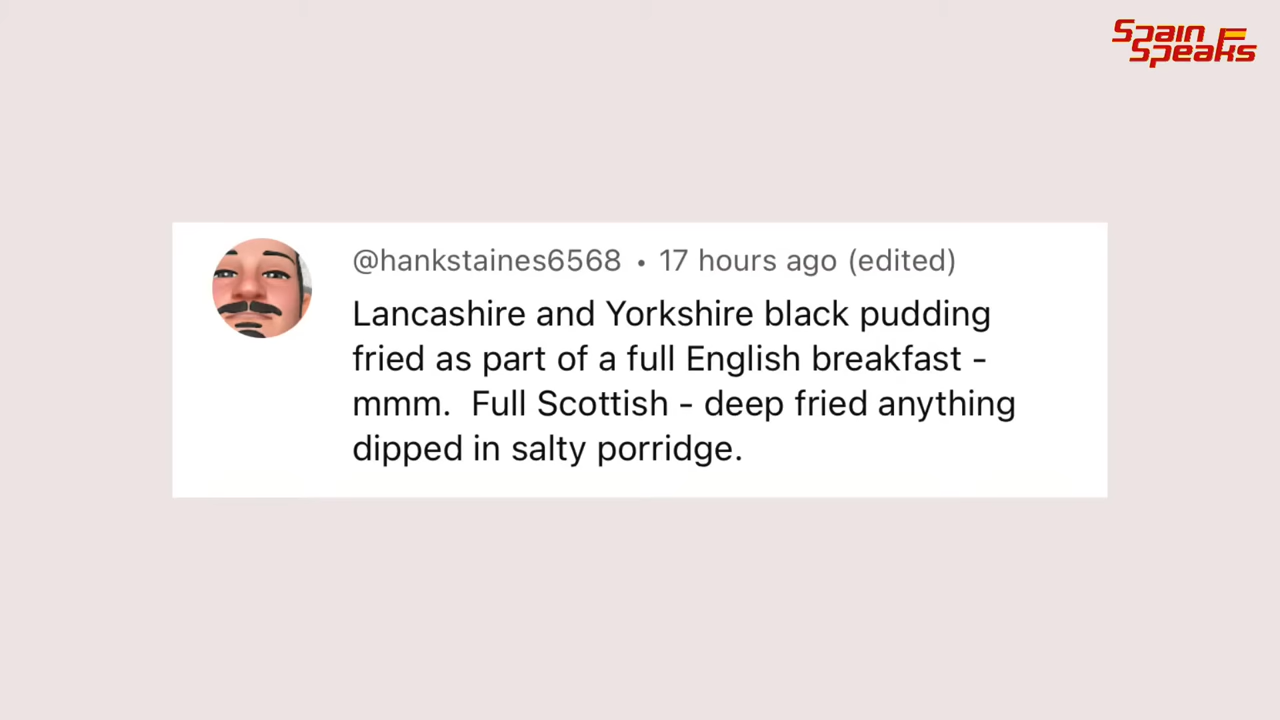 Spain
Speaks
@hankstaines6568 • 17 hours ago (edited)
Lancashire and Yorkshire black pudding
fried as part of a full English breakfast -
mmm.  Full Scottish - deep fried anything
dipped in salty porridge.